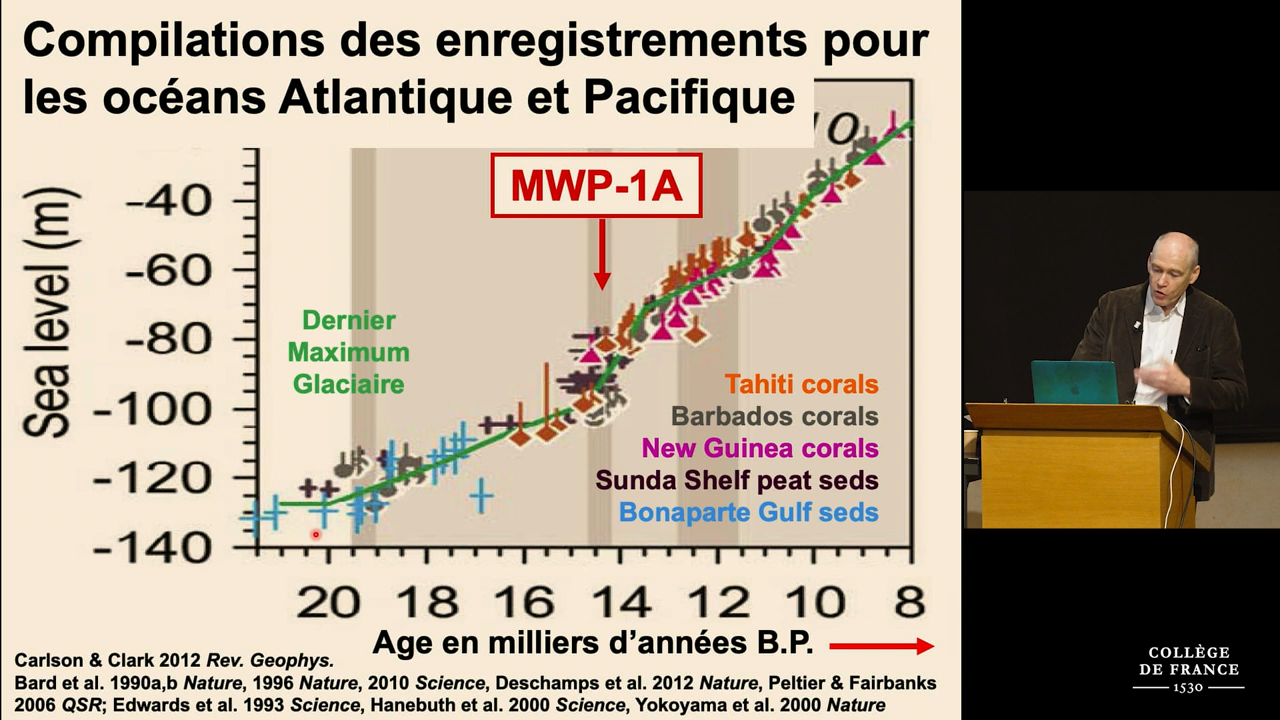 Compilations des enregistrements pour
les océans Atlantique et Pacifique
10
MWP-1A
Sea level (m)
-40
-60
-80
-100
-120
-140
Dernier
Maximum
Glaciaire
Tahiti corals
Barbados corals
New Guinea corals
Sunda Shelf peat seds
Bonaparte Gulf seds
20 18 16 14 12 10 8
Age en milliers d’années B.P.
Carlson & Clark 2012 Rev. Geophys.
Bard et al. 1990a,b Nature, 1996 Nature, 2010 Science, Deschamps et al. 2012 Nature, Peltier & Fairbanks
2006 QSR; Edwards et al. 1993 Science, Hanebuth et al. 2000 Science, Yokoyama et al. 2000 Nature
COLLÈGE
DE FRANCE
1530